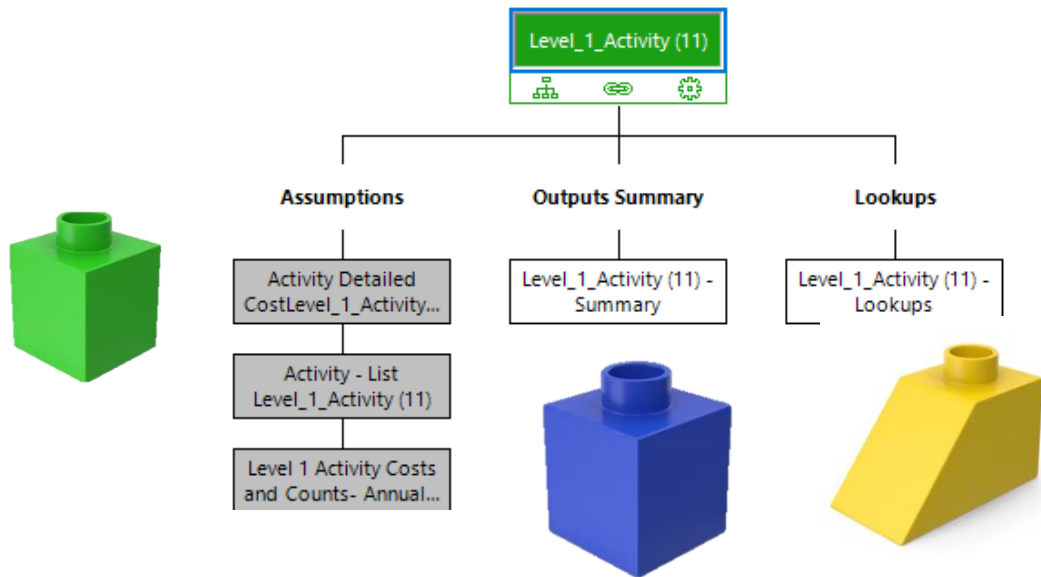 Level_1_Activity (11)
Assumptions
Outputs Summary
Lookups
Activity Detailed
CostLevel_1_Activity...
Level_1_Activity (11) -
Summary
Level_1_Activity (11) -
Lookups
Activity - List
Level_1_Activity (11)
Level 1 Activity Costs
and Counts- Annual...